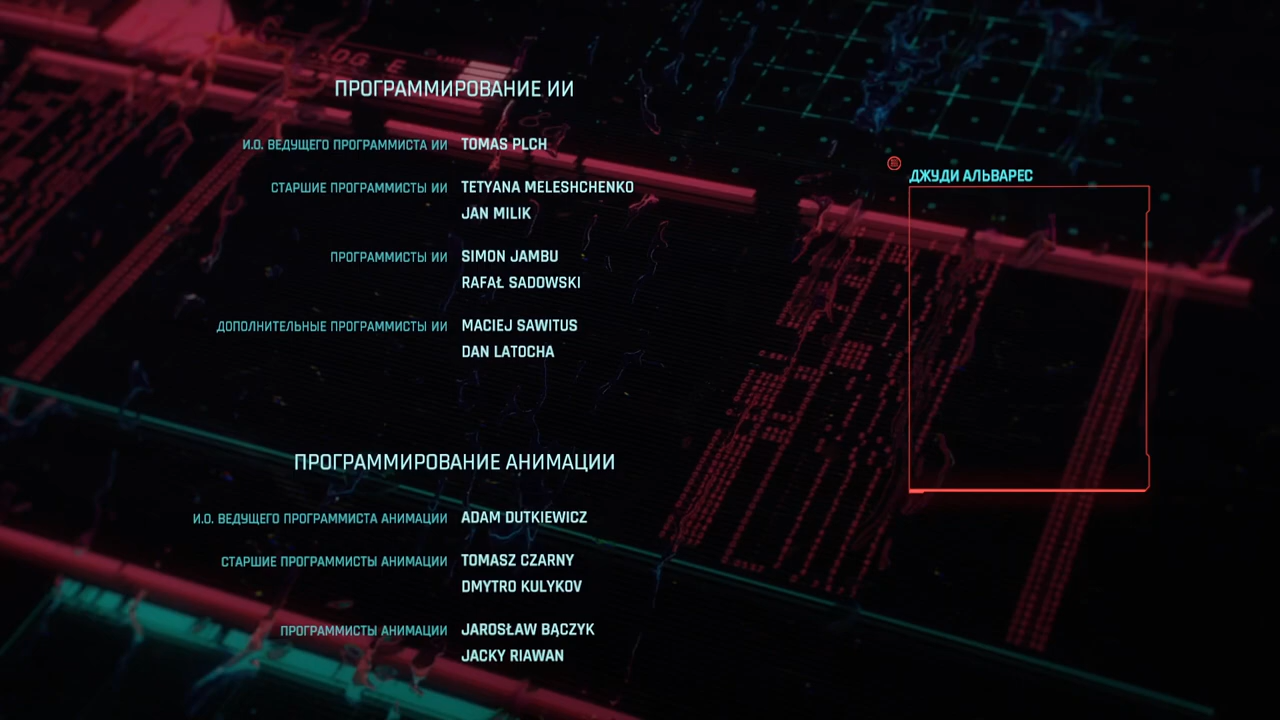 ПРОГРАММИРОВАНИЕ ИИ
И.О. ВЕДУЩЕГО ПРОГРАММИСТА ИИ TOMAS PLCH
СТАРШИЕ ПРОГРАММИСТЫ ИИ TETYANA MELESHCHENKO
JAN MILIK
ПРОГРАММИСТЫ ИИ SIMON JAMBU
RAFAŁ SADOWSKI
ДОПОЛНИТЕЛЬНЫЕ ПРОГРАММИСТЫ ИИ MACIEJ SAWITUS
DAN LATOCHA
ПРОГРАММИРОВАНИЕ АНИМАЦИИ
И.О. ВЕДУЩЕГО ПРОГРАММИСТА АНИМАЦИИ ADAM DUTKIEWICZ
СТАРШИЕ ПРОГРАММИСТЫ АНИМАЦИИ TOMASZ CZARNY
DMYTRO KULYKOV
ПРОГРАММИСТЫ АНИМАЦИИ JAROSŁAW BĄCZYK
JACKY RIAWAN
ДЖУДИ АЛЬВАРЕС